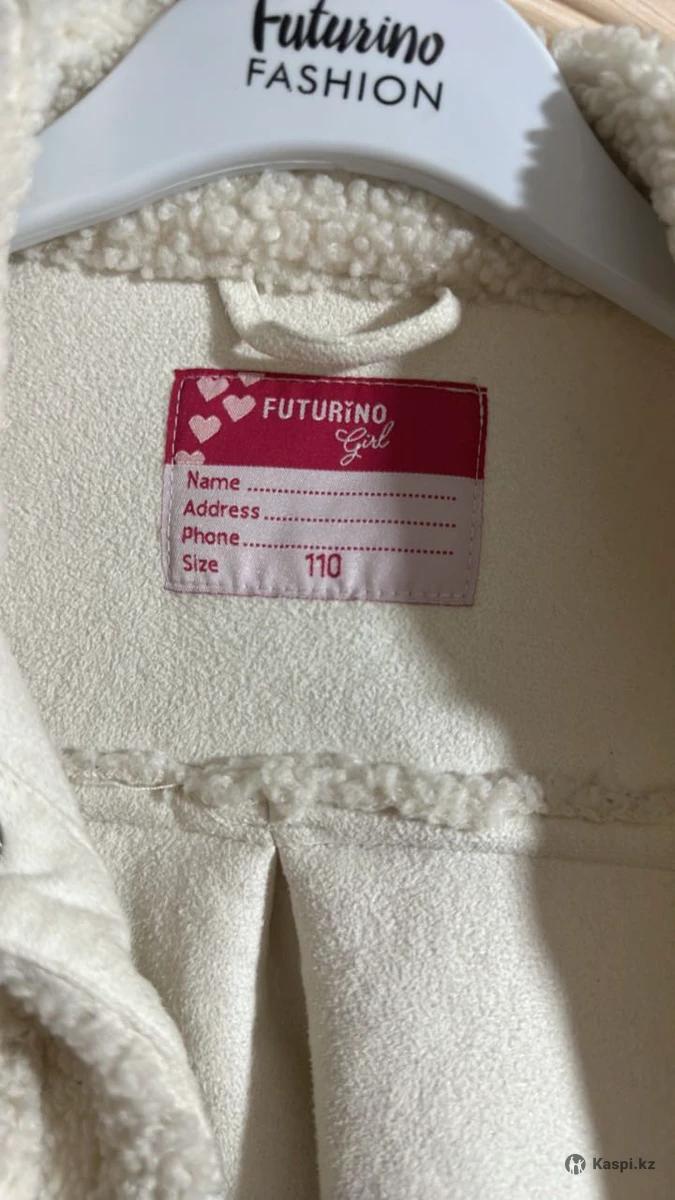 Futurino
FASHION
FUTURINO
Girl
Name
Address
Phone
Size 110
Kaspi.kz